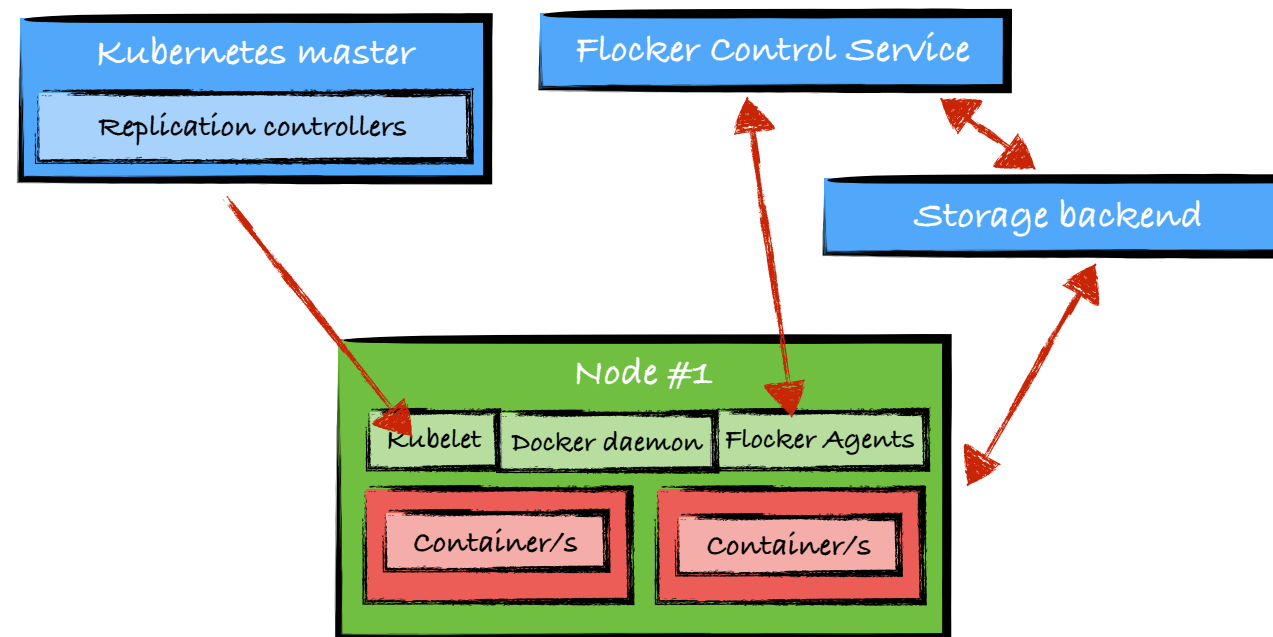 Kubernetes master
Replication controllers
Flocker Control Service
Storage backend
Node #1
Kubelet
Docker daemon
Flocker Agents
Container/s
Container/s